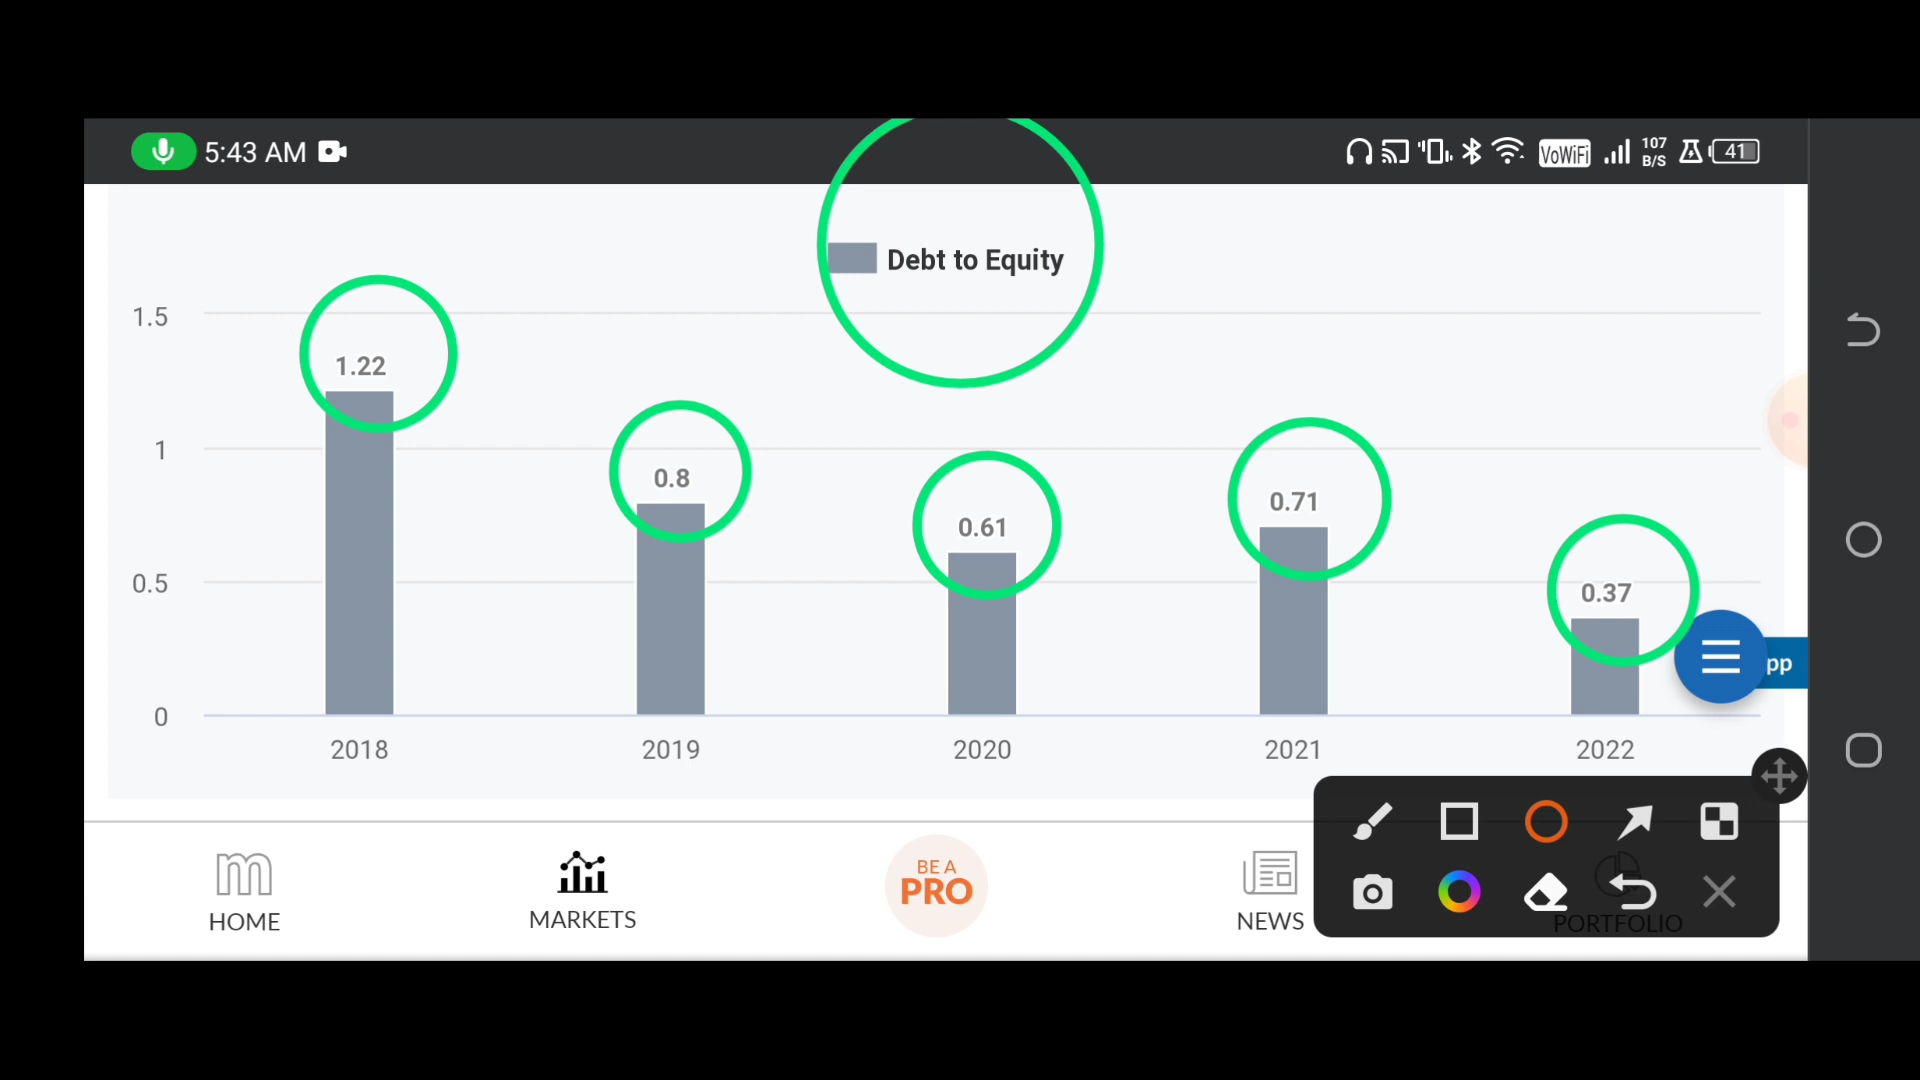 5:43 AM
VoWiFi 107 B/S 41
Debt to Equity
1.5
1.22
1
0.8
0.71
0.61
0.5
0.37
pp
0
2018 2019 2020 2021 2022
HOME
MARKETS
BE A PRO
NEWS
PORTFOLIO